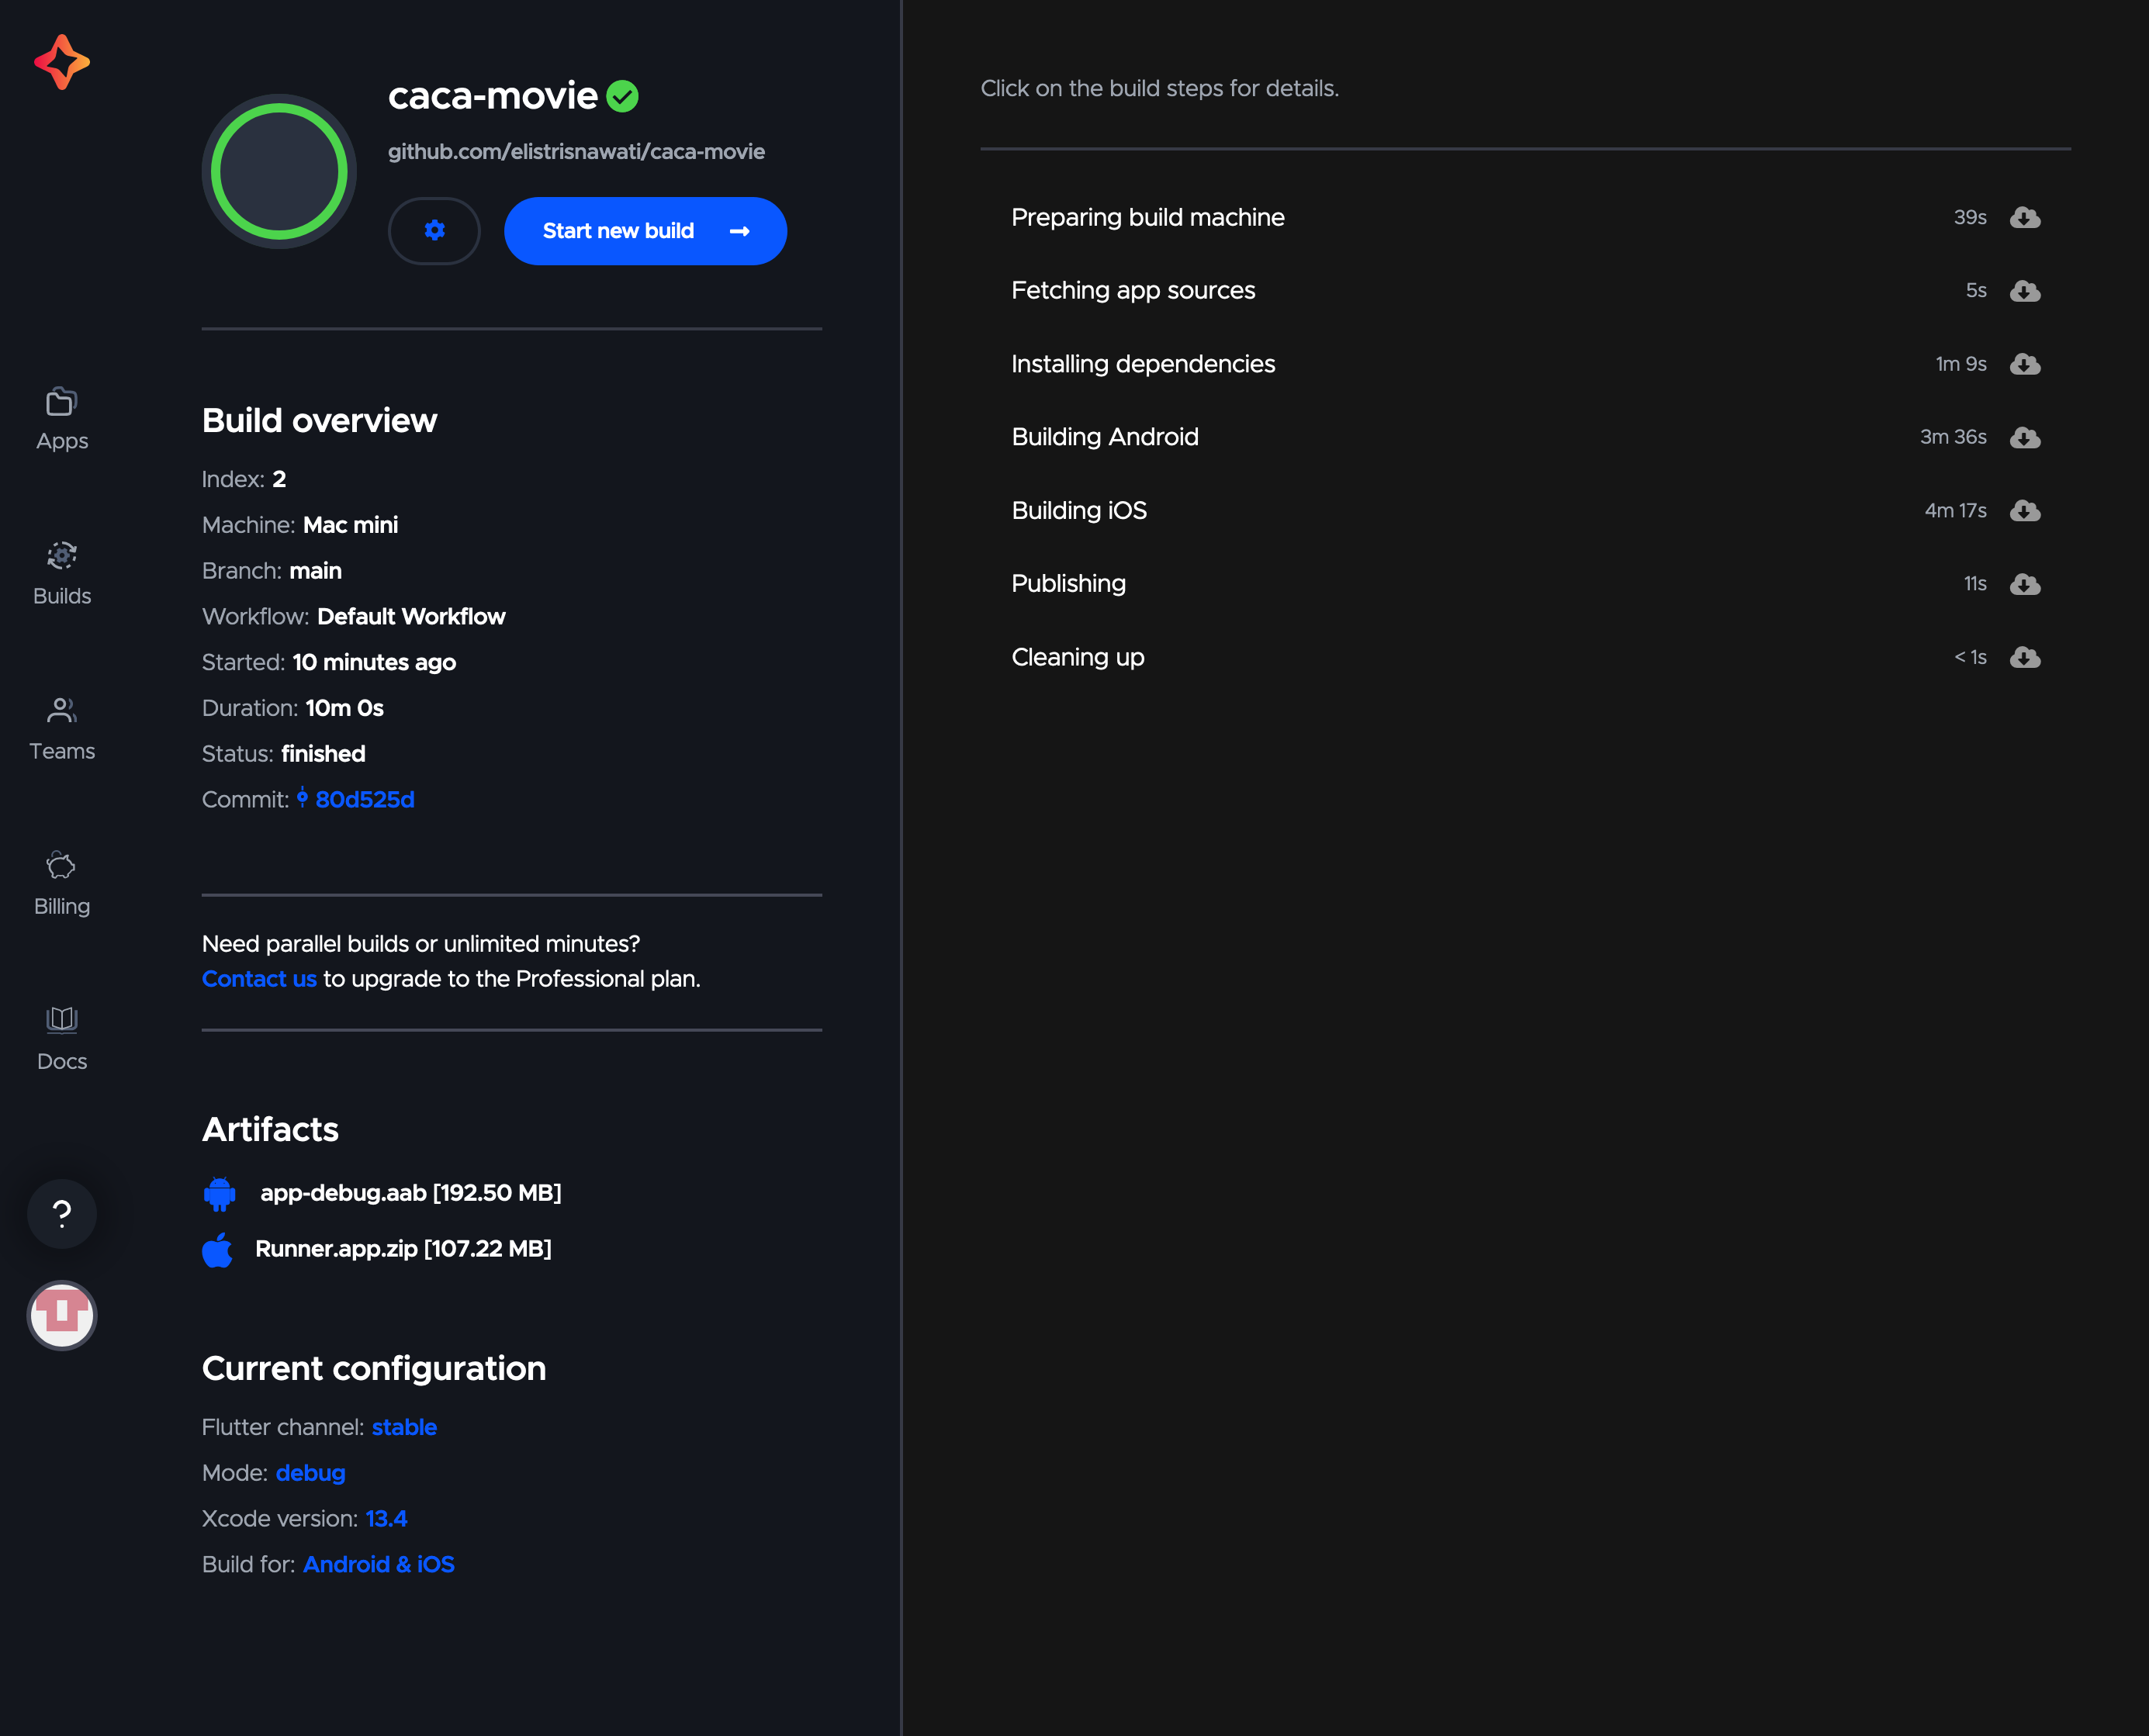 Apps
Builds
Teams
Billing
Docs
?
caca-movie
github.com/elistrisnawati/caca-movie
Start new build
Build overview
Index: 2
Machine: Mac mini
Branch: main
Workflow: Default Workflow
Started: 10 minutes ago
Duration: 10m 0s
Status: finished
Commit: 80d525d
Need parallel builds or unlimited minutes?
Contact us to upgrade to the Professional plan.
Artifacts
app-debug.aab [192.50 MB]
Runner.app.zip [107.22 MB]
Current configuration
Flutter channel: stable
Mode: debug
Xcode version: 13.4
Build for: Android & iOS
Click on the build steps for details.
Preparing build machine 39s
Fetching app sources 5s
Installing dependencies 1m 9s
Building Android 3m 36s
Building iOS 4m 17s
Publishing 11s
Cleaning up < 1s